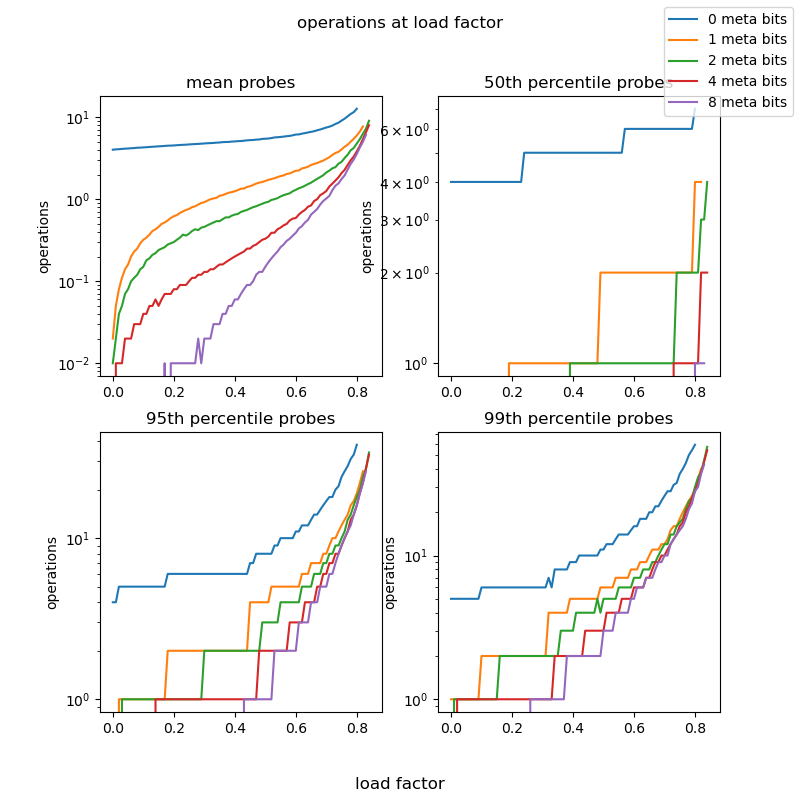 operations at load factor
0 meta bits
1 meta bits
2 meta bits
4 meta bits
8 meta bits
mean probes
operations
10¹
10⁰
10⁻¹
10⁻²
0.0 0.2 0.4 0.6 0.8
50th percentile probes
operations
6 × 10⁰
4 × 10⁰
3 × 10⁰
2 × 10⁰
10⁰
0.0 0.2 0.4 0.6 0.8
95th percentile probes
operations
10¹
10⁰
0.0 0.2 0.4 0.6 0.8
99th percentile probes
operations
10¹
10⁰
0.0 0.2 0.4 0.6 0.8
load factor